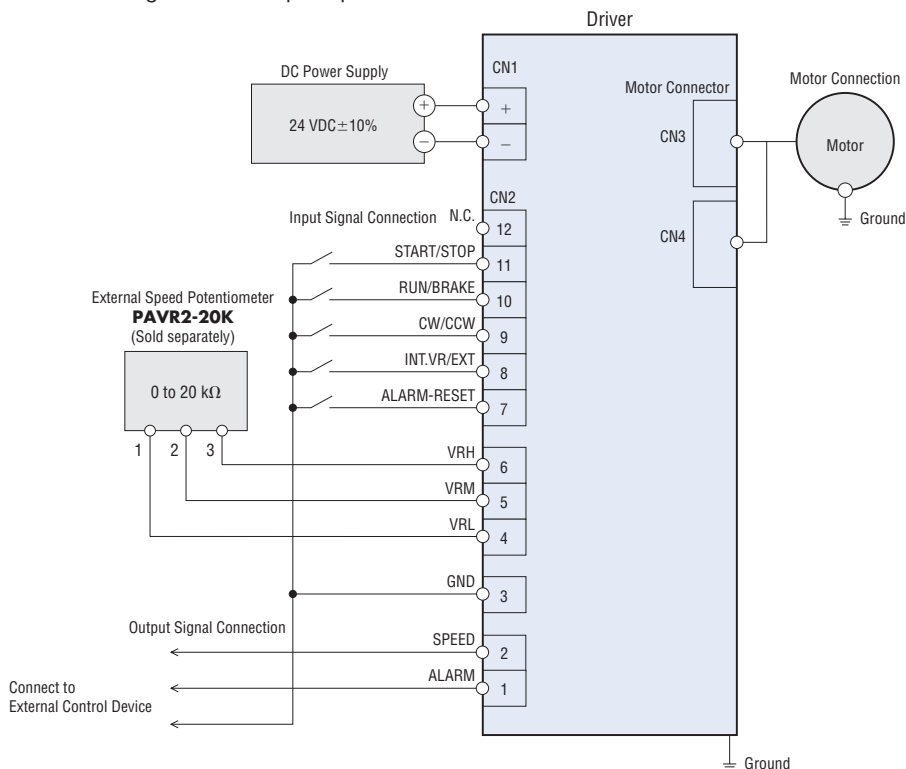 Driver
DC Power Supply
24 VDC±10%
+
−
CN1
+
−
Motor Connector
CN3
CN4
Motor Connection
Motor
Ground
CN2
Input Signal Connection
N.C.
12
START/STOP
11
RUN/BRAKE
10
CW/CCW
9
INT.VR/EXT
8
ALARM-RESET
7
External Speed Potentiometer
PAVR2-20K
(Sold separately)
0 to 20 kΩ
1 2 3
VRH
6
VRM
5
VRL
4
GND
3
Output Signal Connection
SPEED
2
ALARM
1
Connect to
External Control Device
Ground